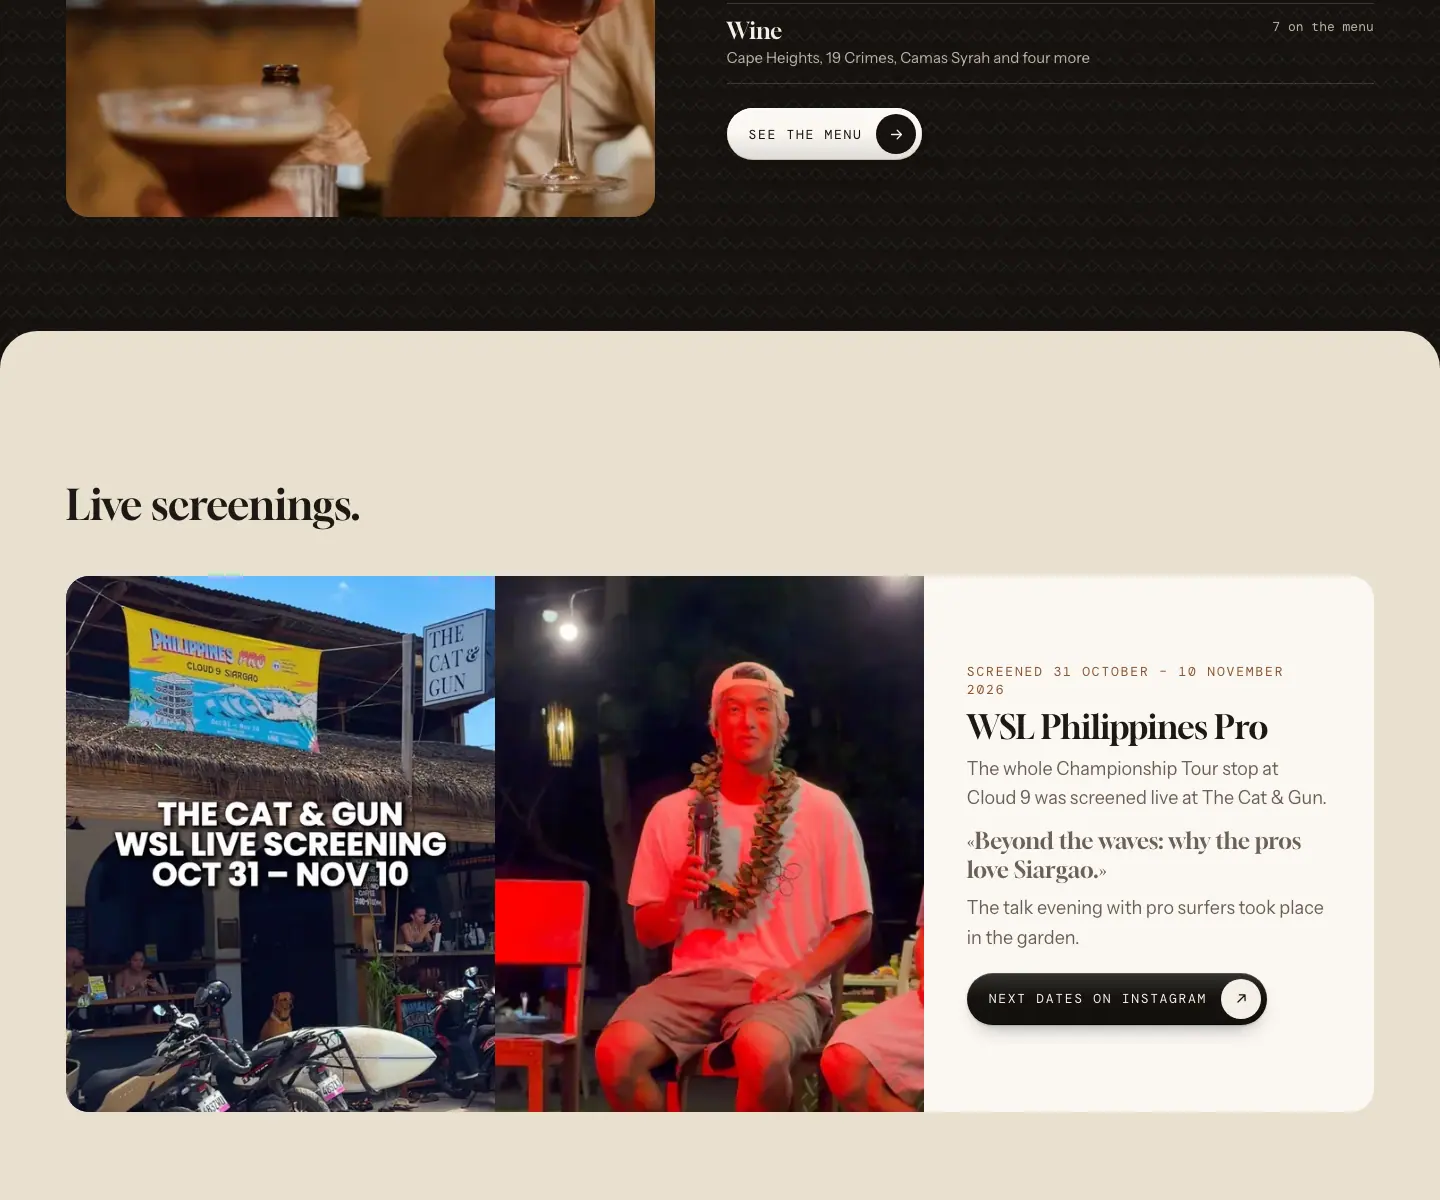 Wine
7 on the menu
Cape Heights, 19 Crimes, Camas Syrah and four more
SEE THE MENU
Live screenings.
PHILIPPINES PRO
CLOUD 9 SIARGAO
THE
CAT &
GUN
THE CAT & GUN
WSL LIVE SCREENING
OCT 31 – NOV 10
SCREENED 31 OCTOBER – 10 NOVEMBER
2026
WSL Philippines Pro
The whole Championship Tour stop at
Cloud 9 was screened live at The Cat & Gun.
«Beyond the waves: why the pros
love Siargao.»
The talk evening with pro surfers took place
in the garden.
NEXT DATES ON INSTAGRAM